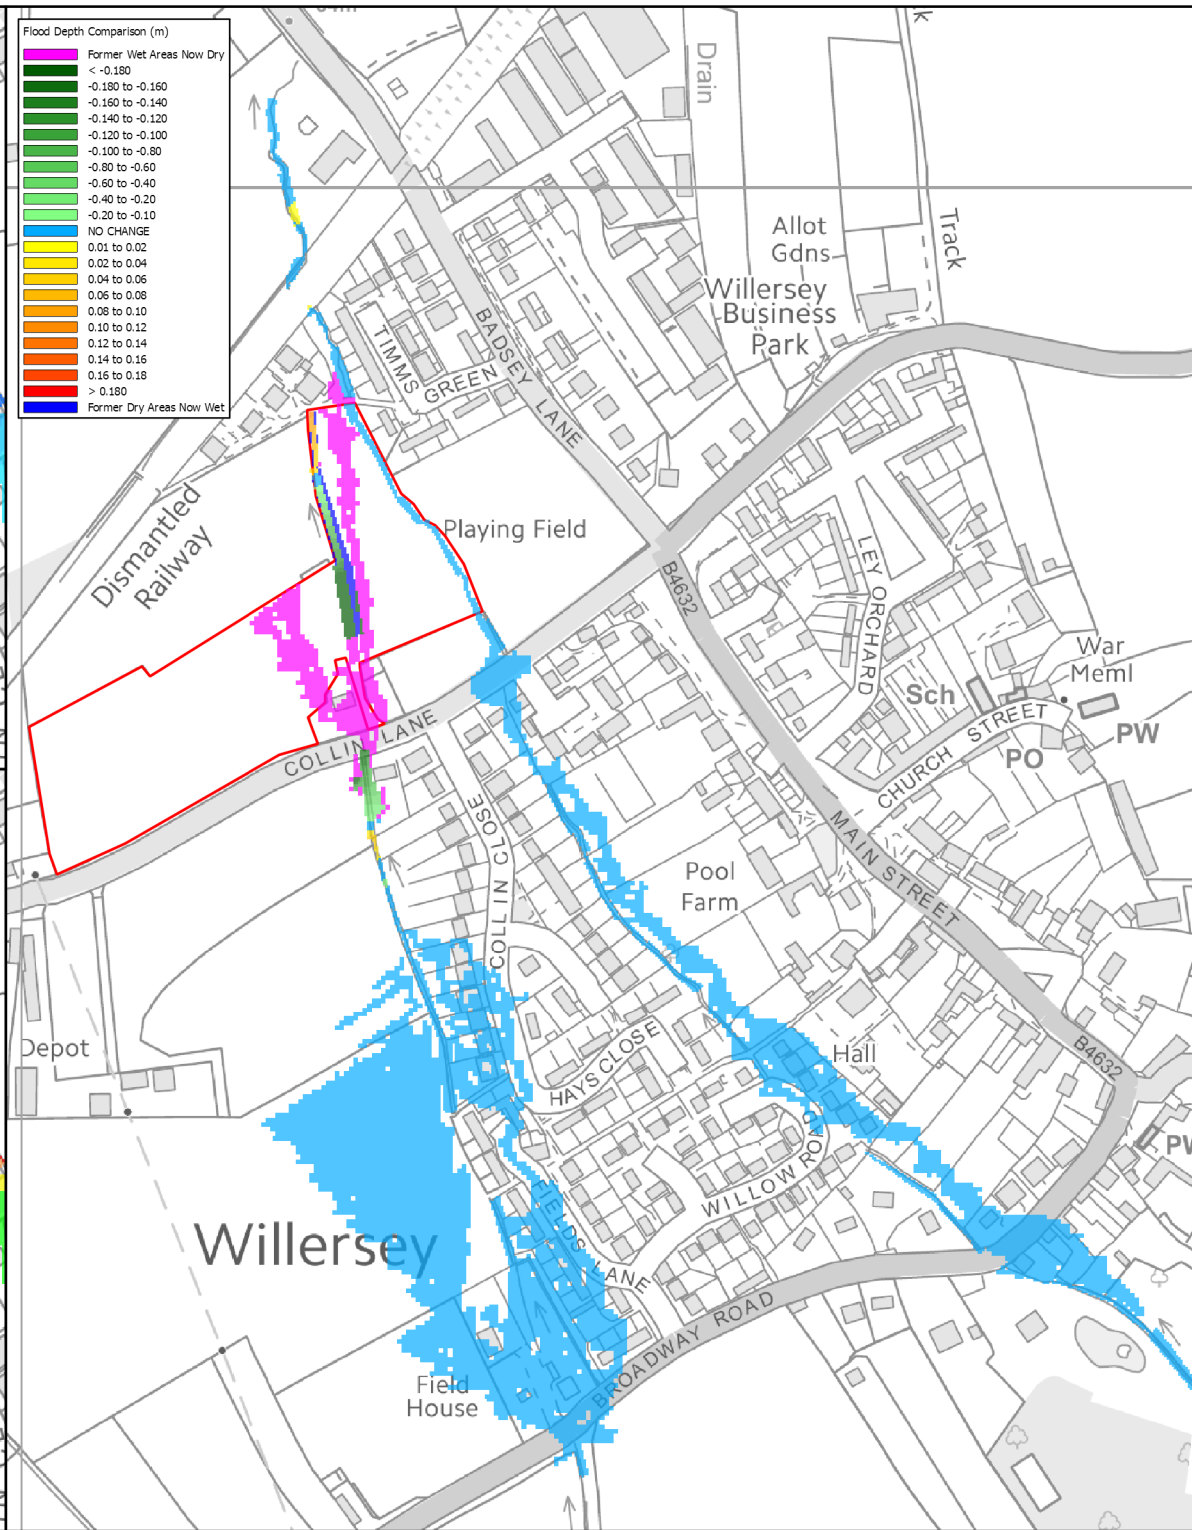 Flood Depth Comparison (m)
Former Wet Areas Now Dry
< -0.180
-0.180 to -0.160
-0.160 to -0.140
-0.140 to -0.120
-0.120 to -0.100
-0.100 to -0.80
-0.80 to -0.60
-0.60 to -0.40
-0.40 to -0.20
-0.20 to -0.10
NO CHANGE
0.01 to 0.02
0.02 to 0.04
0.04 to 0.06
0.06 to 0.08
0.08 to 0.10
0.10 to 0.12
0.12 to 0.14
0.14 to 0.16
0.16 to 0.18
> 0.180
Former Dry Areas Now Wet
Drain
Track
Allot
Gdns
Willersey
Business
Park
TIMMS
GREEN
BADSEY LANE
Dismantled
Railway
Playing Field
B4632
LEY ORCHARD
War
Meml
Sch
CHURCH STREET
PW
PO
COLLIN LANE
COLLIN CLOSE
MAIN STREET
Pool
Farm
Depot
HAYS CLOSE
Hall
B4632
PW
WILLOW ROAD
Willersey
FIELDS LANE
BROADWAY ROAD
Field
House